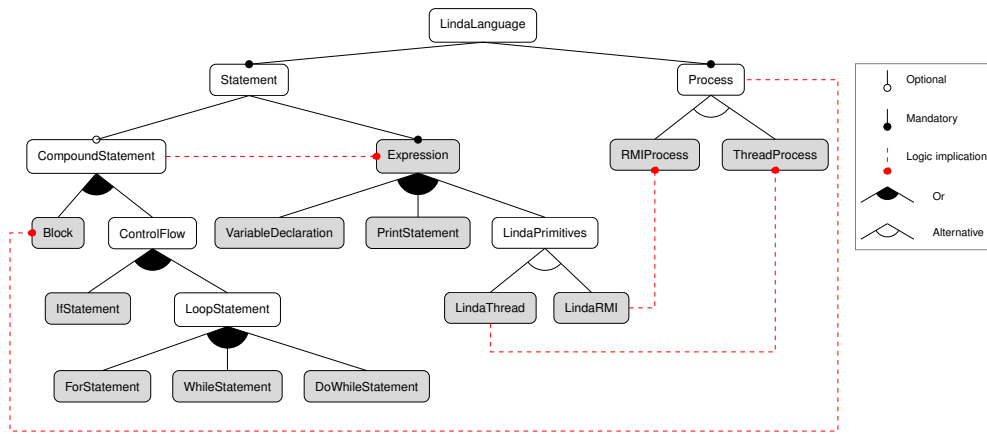 LindaLanguage
Statement
Process
Optional
Mandatory
CompoundStatement
Expression
RMIProcess
ThreadProcess
Logic implication
Or
Block
ControlFlow
VariableDeclaration
PrintStatement
LindaPrimitives
Alternative
IfStatement
LoopStatement
LindaThread
LindaRMI
ForStatement
WhileStatement
DoWhileStatement